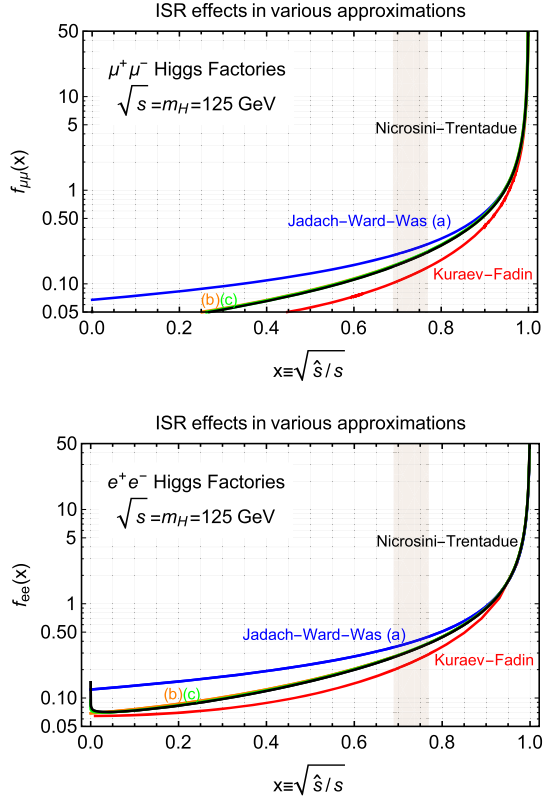 ISR effects in various approximations
μ⁺μ⁻ Higgs Factories
√s =m_H=125 GeV
Nicrosini−Trentadue
Jadach−Ward−Was (a)
Kuraev−Fadin
(b)(c)
f_μμ(x)
50
10
5
1
0.50
0.10
0.05
0.0 0.2 0.4 0.6 0.8 1.0
x≡√ŝ/s
ISR effects in various approximations
e⁺e⁻ Higgs Factories
√s =m_H=125 GeV
Nicrosini−Trentadue
Jadach−Ward−Was (a)
Kuraev−Fadin
(b)(c)
f_ee(x)
50
10
5
1
0.50
0.10
0.05
0.0 0.2 0.4 0.6 0.8 1.0
x≡√ŝ/s